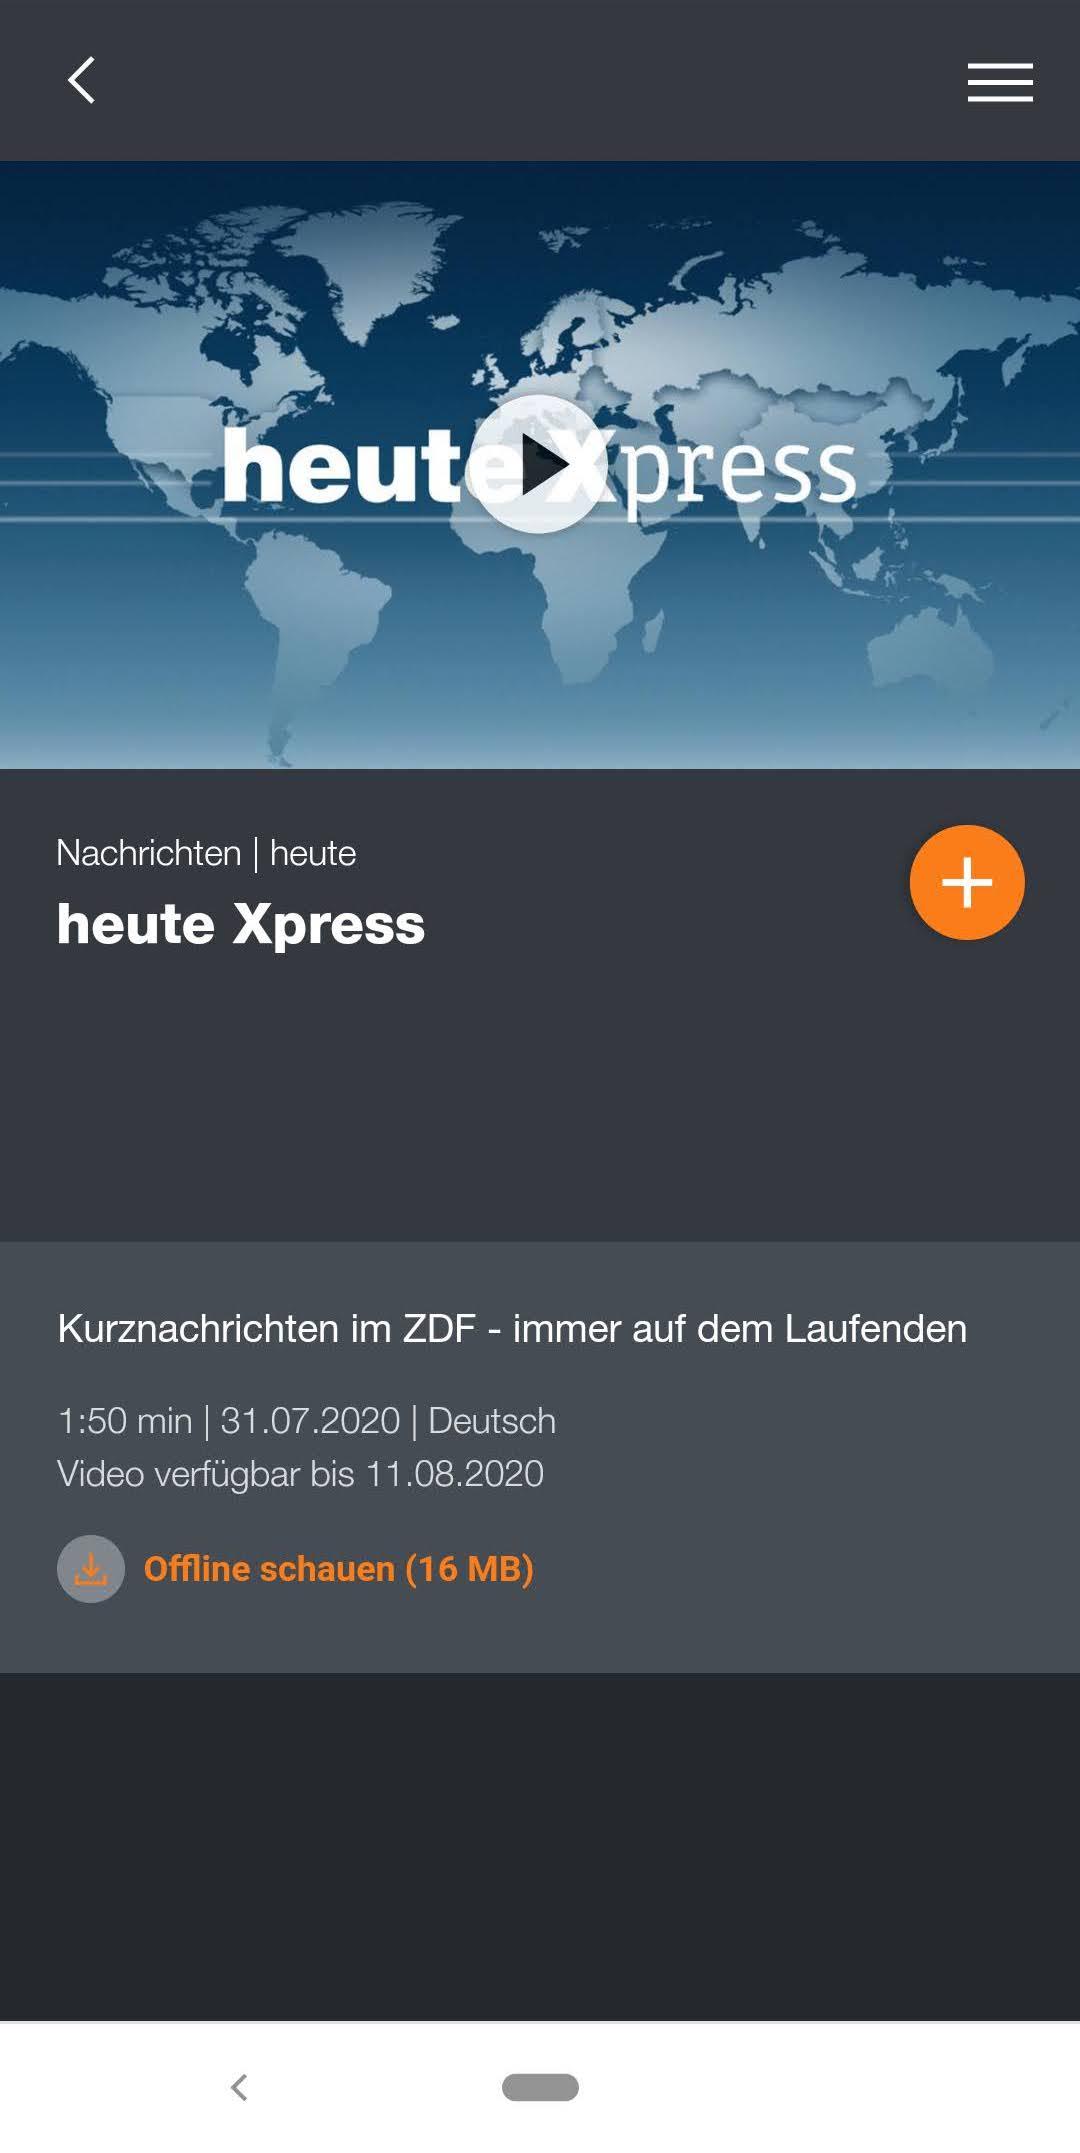 heuteXpress
Nachrichten | heute
heute Xpress
Kurznachrichten im ZDF - immer auf dem Laufenden
1:50 min | 31.07.2020 | Deutsch
Video verfügbar bis 11.08.2020
Offline schauen (16 MB)